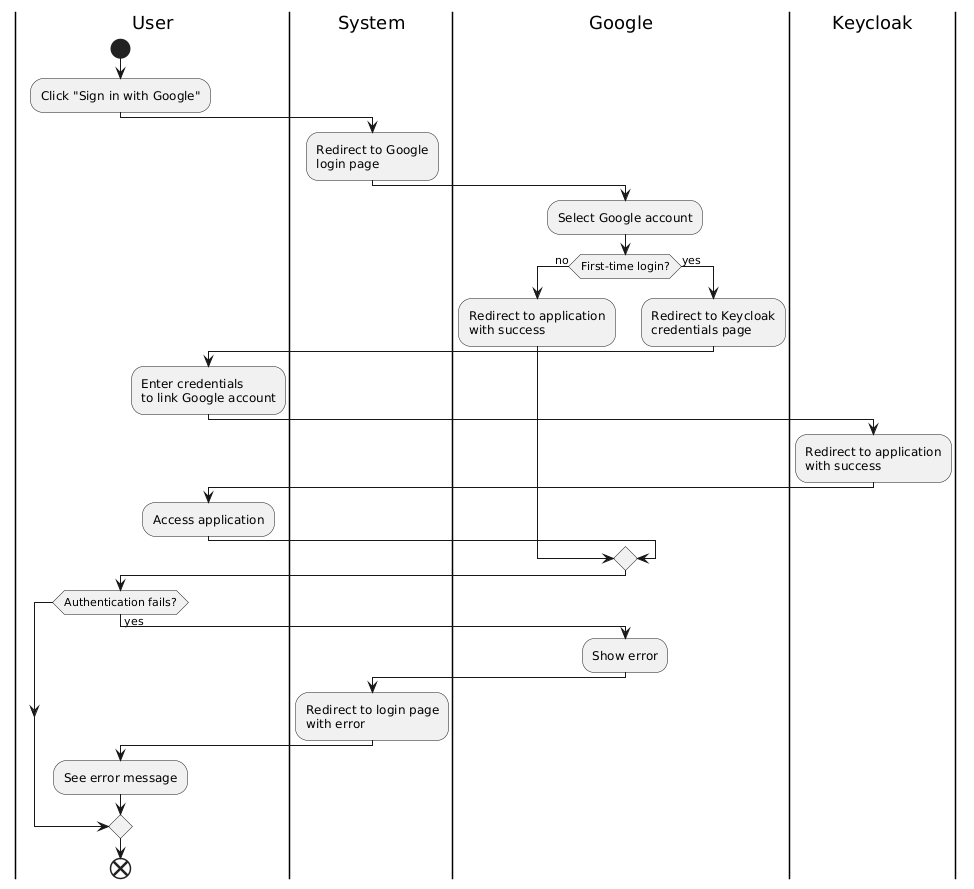 User
System
Google
Keycloak
Click "Sign in with Google"
Redirect to Google
login page
Select Google account
no
First-time login?
yes
Redirect to application
with success
Redirect to Keycloak
credentials page
Enter credentials
to link Google account
Redirect to application
with success
Access application
Authentication fails?
yes
Show error
Redirect to login page
with error
See error message